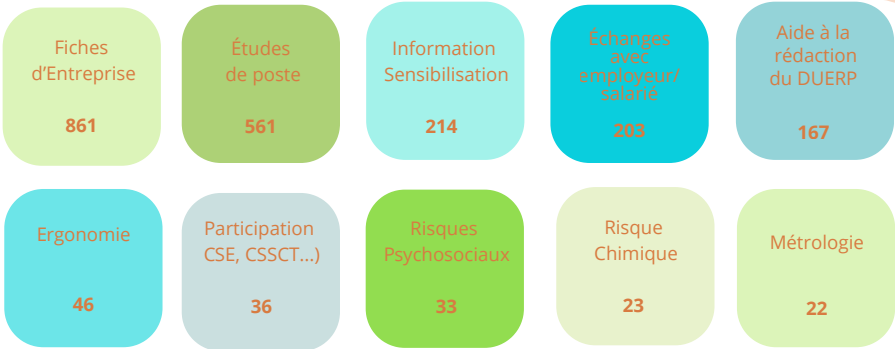 Fiches
d'Entreprise
861
Études
de poste
561
Information
Sensibilisation
214
Échanges
avec
employeur/
salarié
203
Aide à la
rédaction
du DUERP
167
Ergonomie
46
Participation
CSE, CSSCT...)
36
Risques
Psychosociaux
33
Risque
Chimique
23
Métrologie
22